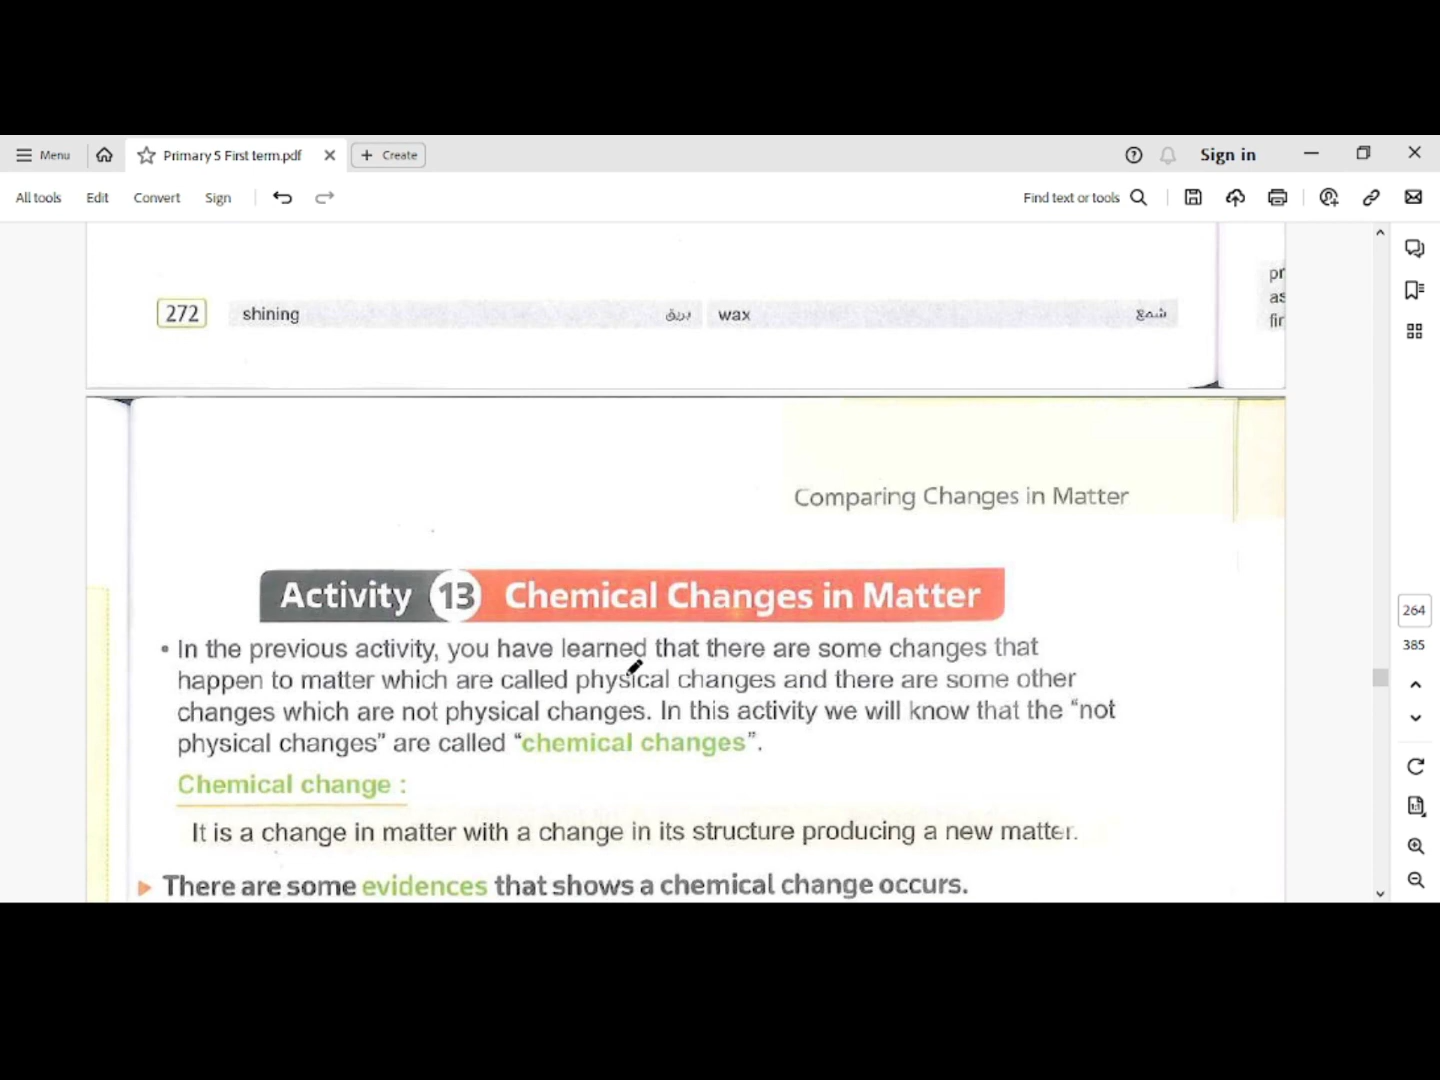 Menu
Primary 5 First term.pdf
Create
Sign in
All tools Edit Convert Sign
Find text or tools
272 shining بريق wax شمع
pr
as
fir
Comparing Changes in Matter
Activity 13 Chemical Changes in Matter
• In the previous activity, you have learned that there are some changes that
happen to matter which are called physical changes and there are some other
changes which are not physical changes. In this activity we will know that the “not
physical changes” are called “chemical changes”.
Chemical change :
It is a change in matter with a change in its structure producing a new matter.
There are some evidences that shows a chemical change occurs.
264
385